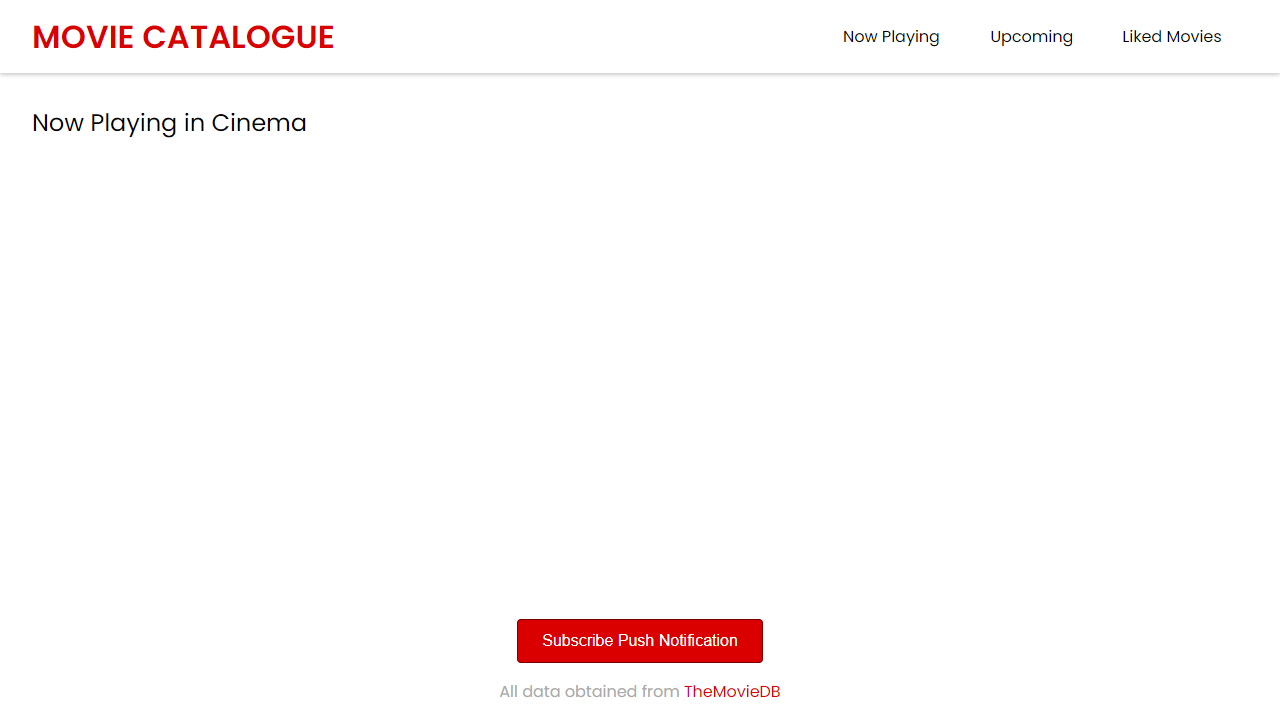 MOVIE CATALOGUE
Now Playing
Upcoming
Liked Movies
Now Playing in Cinema
Subscribe Push Notification
All data obtained from TheMovieDB